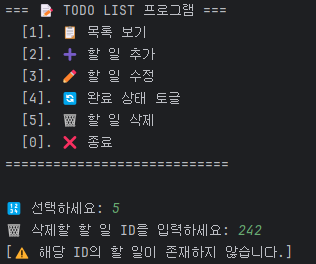 === 📝 TODO LIST 프로그램 ===
[1]. 📋 목록 보기
[2]. ➕ 할 일 추가
[3]. ✏️ 할 일 수정
[4]. 🔄 완료 상태 토글
[5]. 🗑️ 할 일 삭제
[0]. ❌ 종료
============================
🔢 선택하세요: 5
🗑️ 삭제할 할 일 ID를 입력하세요: 242
[⚠️ 해당 ID의 할 일이 존재하지 않습니다.]